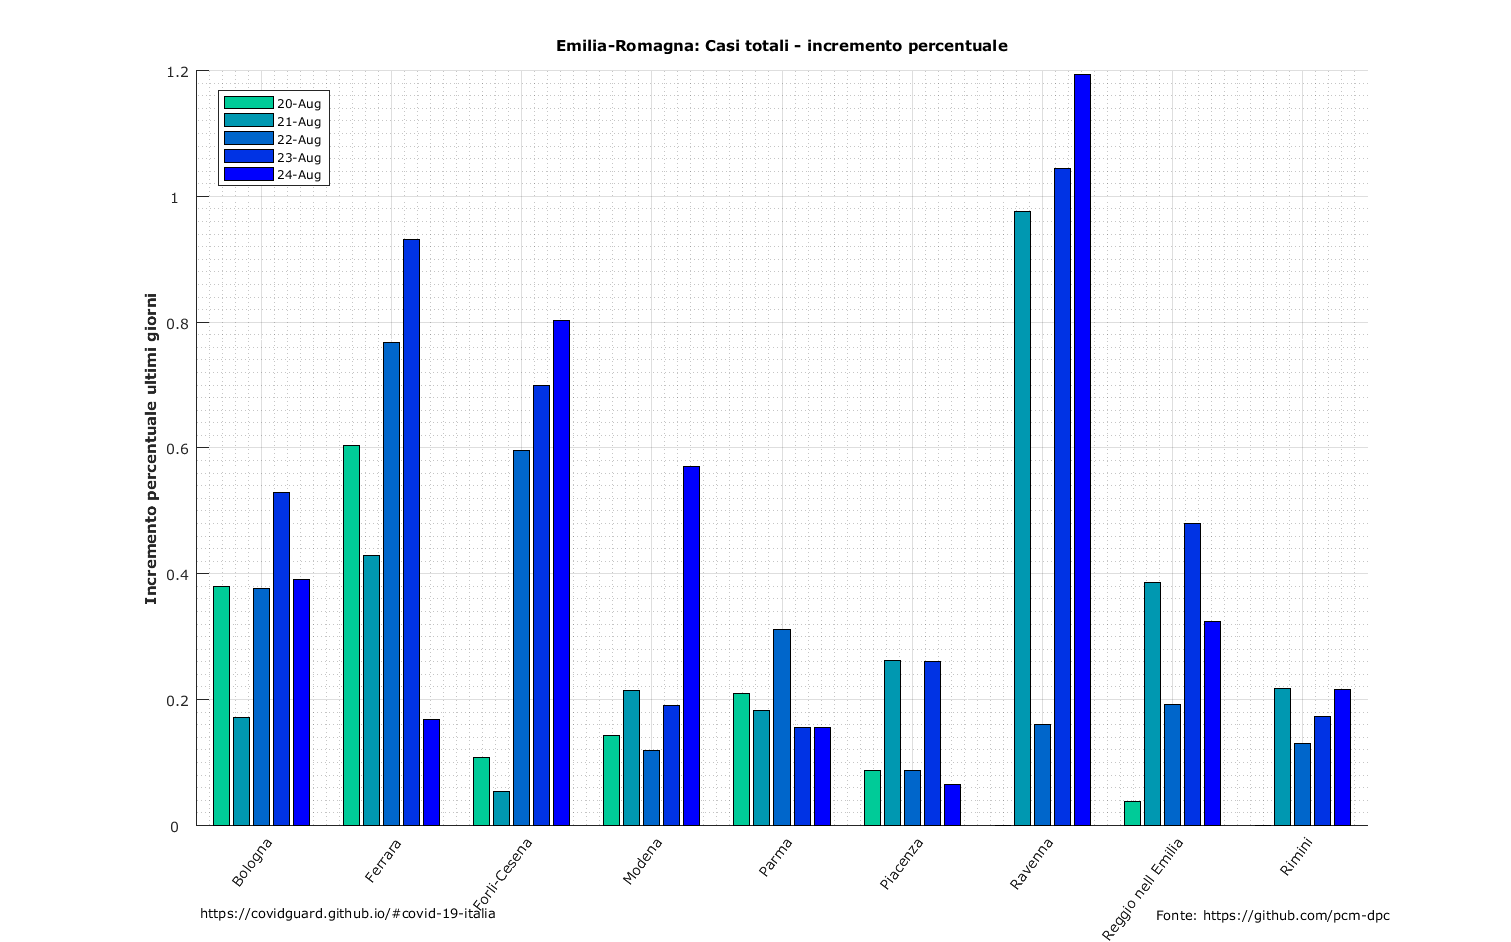 Emilia-Romagna: Casi totali - incremento percentuale
Incremento percentuale ultimi giorni
1.2
1
0.8
0.6
0.4
0.2
0
20-Aug
21-Aug
22-Aug
23-Aug
24-Aug
Bologna
Ferrara
Forlì-Cesena
Modena
Parma
Piacenza
Ravenna
Reggio nell Emilia
Rimini
https://covidguard.github.io/#covid-19-italia
Fonte: https://github.com/pcm-dpc